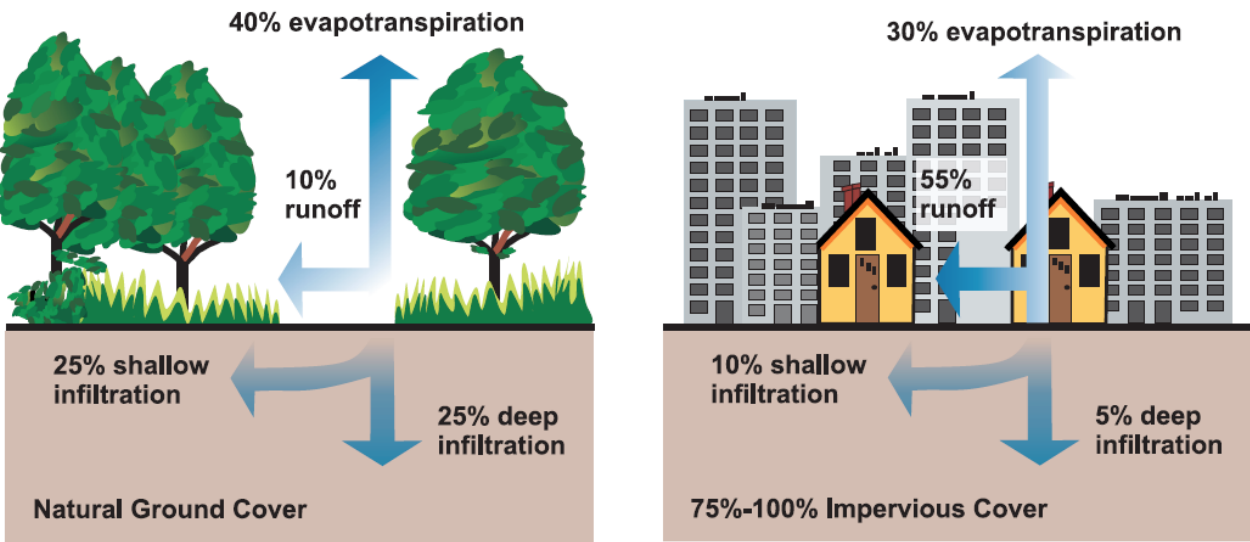 40% evapotranspiration
10%
runoff
25% shallow
infiltration
25% deep
infiltration
Natural Ground Cover
30% evapotranspiration
55%
runoff
10% shallow
infiltration
5% deep
infiltration
75%-100% Impervious Cover